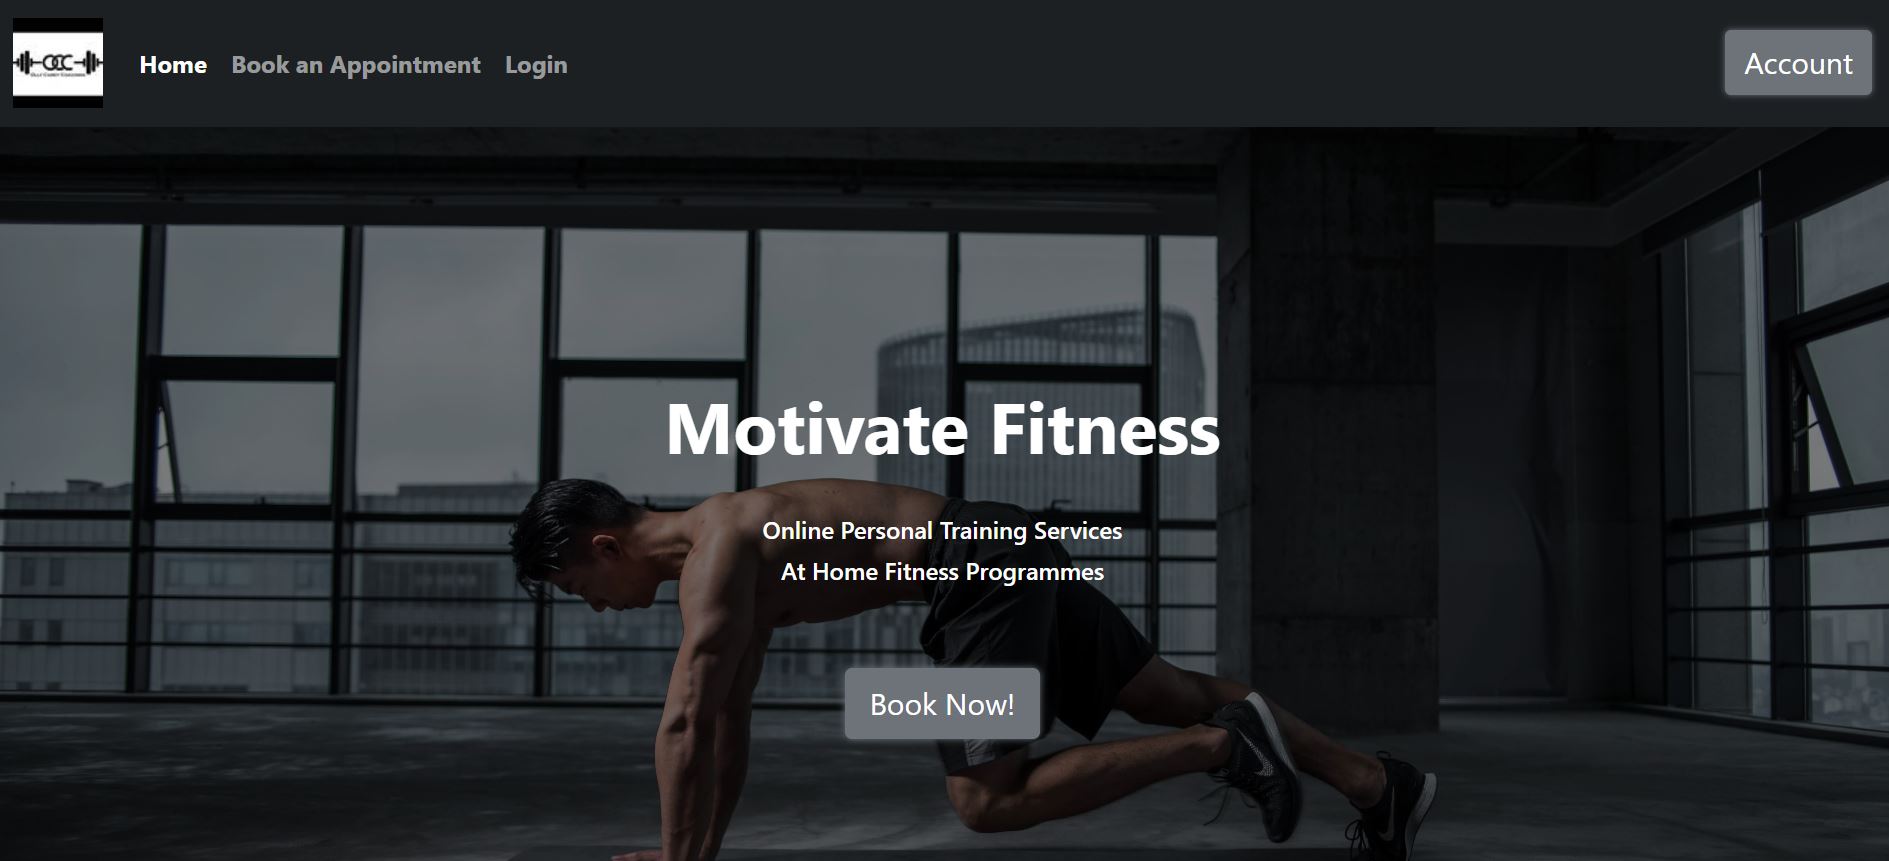 OCC
Home Book an Appointment Login
Account
Motivate Fitness
Online Personal Training Services
At Home Fitness Programmes
Book Now!